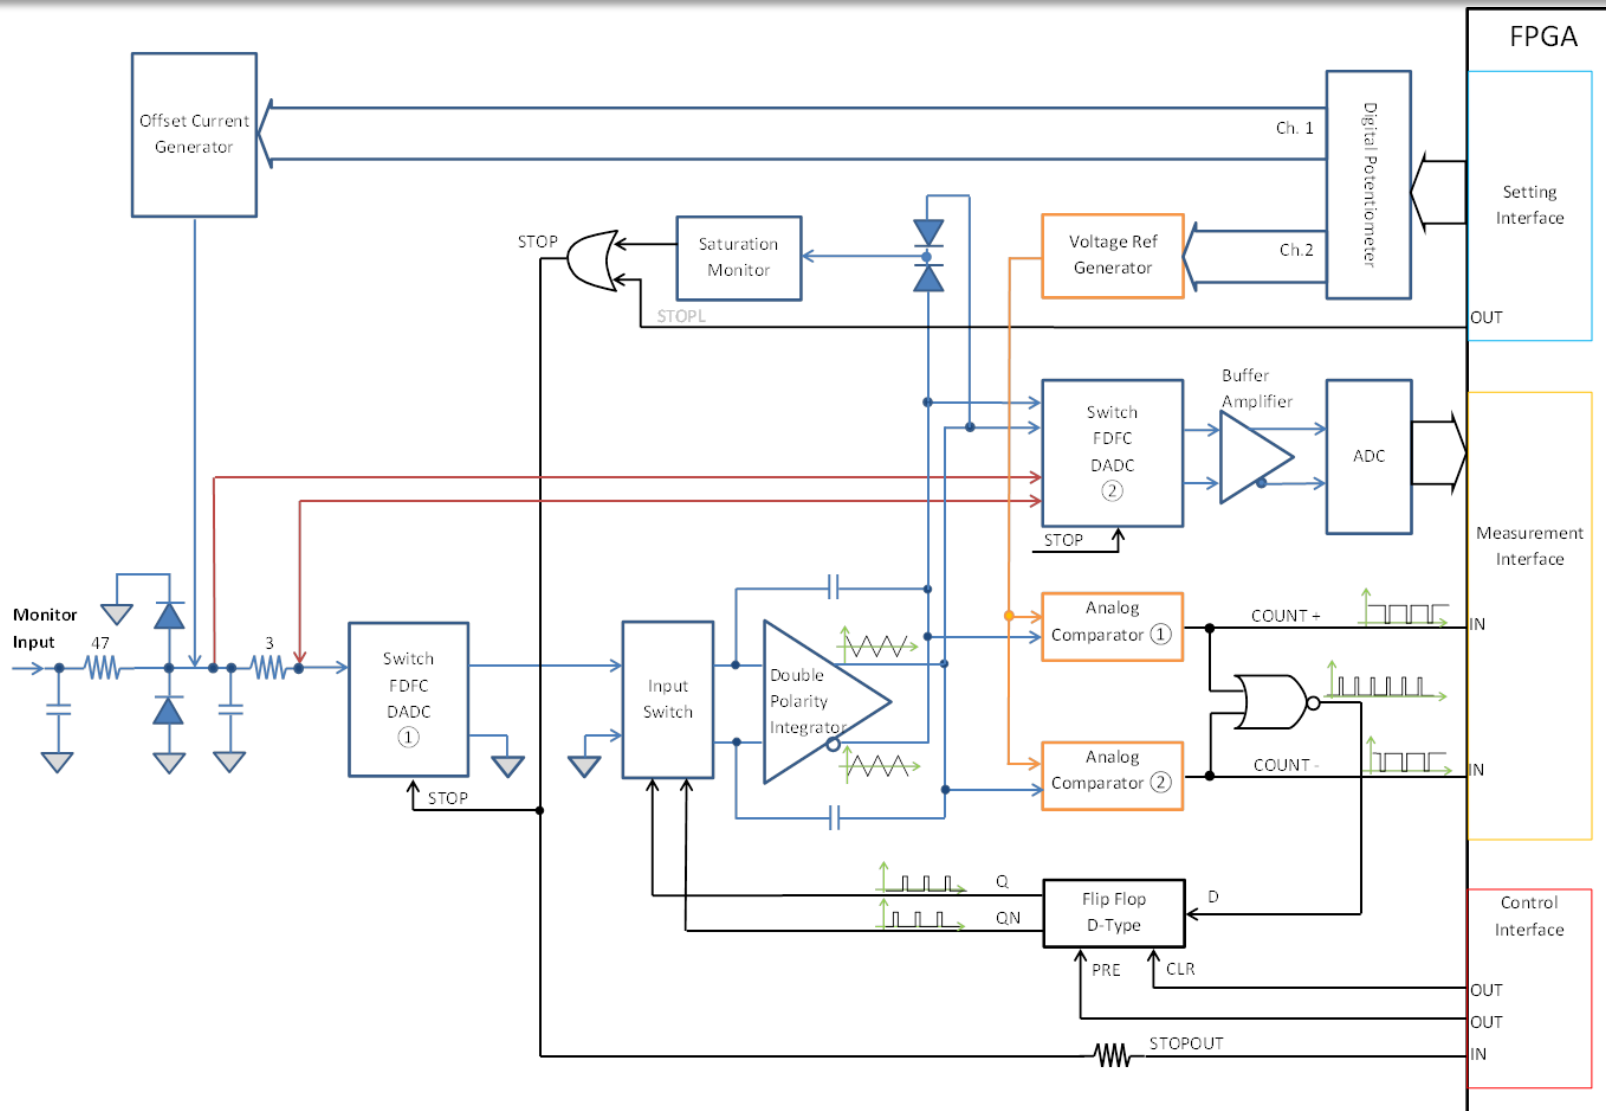 FPGA
Offset Current
Generator
Ch. 1
Digital Potentiometer
Setting
Interface
STOP
Saturation
Monitor
Voltage Ref
Generator
Ch.2
STOPL
OUT
Buffer
Amplifier
Switch
FDFC
DADC
②
ADC
STOP
Measurement
Interface
Monitor
Input
47
3
Switch
FDFC
DADC
①
STOP
Input
Switch
Double
Polarity
Integrator
Analog
Comparator ①
COUNT +
IN
Analog
Comparator ②
COUNT -
IN
Q
QN
Flip Flop
D-Type
D
PRE
CLR
Control
Interface
OUT
OUT
STOPOUT
IN